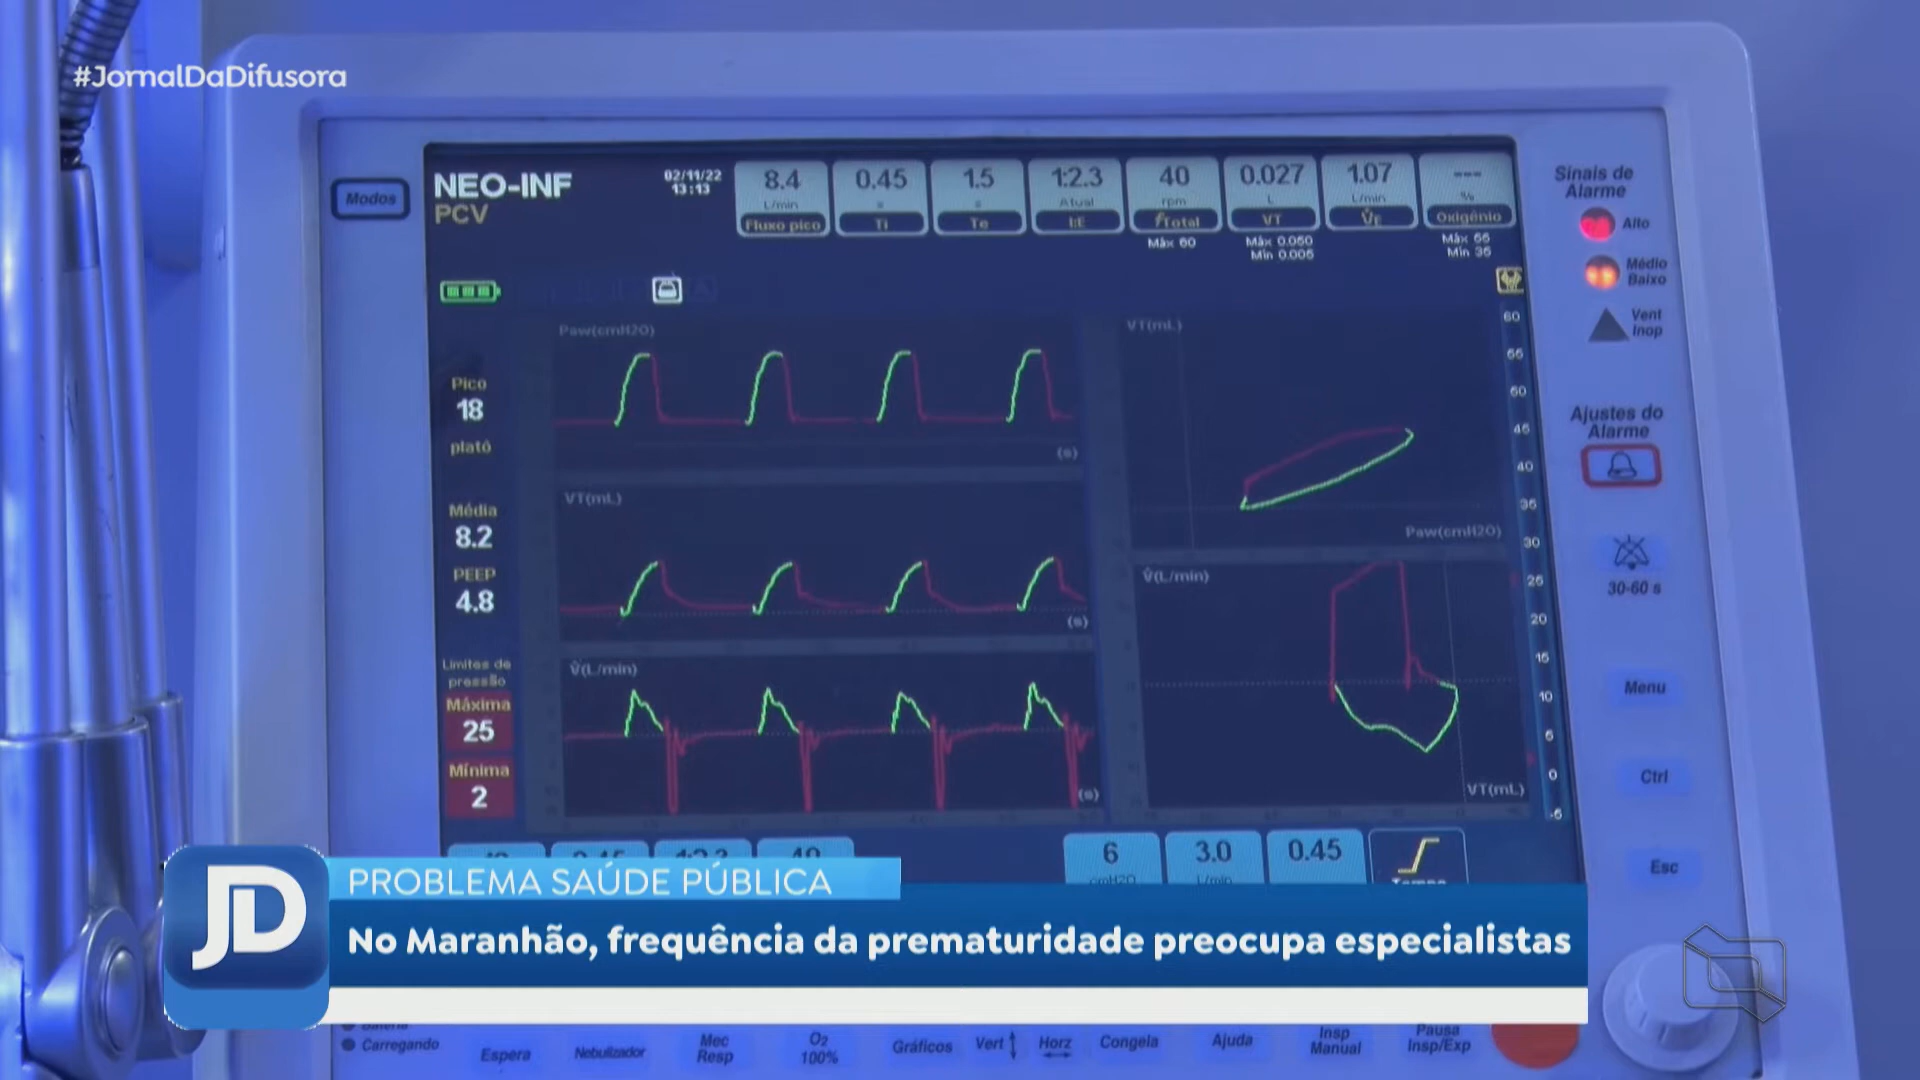 #JornalDaDifusora
Modos
NEO-INF
PCV
02/11/22
13:13
8.4
L/min
Fluxo pico
0.45
s
Ti
1.5
s
Te
1:2.3
Atual
I:E
40
rpm
fTotal
Máx 60
0.027
L
VT
Máx 0.050
Mín 0.005
1.07
L/min
V̇E
---
%
Oxigênio
Mín 35
Sinais de
Alarme
Alto
Médio
Baixo
Vent
Inop
Ajustes do
Alarme
30-60 s
Menu
Ctrl
Esc
Paw(cmH2O)
(s)
VT(mL)
(s)
V̇(L/min)
(s)
VT(mL)
Paw(cmH2O)
V̇(L/min)
VT(mL)
Pico
18
platô
Média
8.2
PEEP
4.8
Limites de
pressão
Máxima
25
Mínima
2
60
55
50
45
40
35
30
25
20
15
10
5
0
-5
6
cmH2O
3.0
L/min
0.45
Tempo
JD
PROBLEMA SAÚDE PÚBLICA
No Maranhão, frequência da prematuridade preocupa especialistas
Bateria
Carregando
Espera
Nebulizador
Mec
Resp
O2
100%
Gráficos
Vert
Horz
Congela
Ajuda
Insp
Manual
Pausa
Insp/Exp